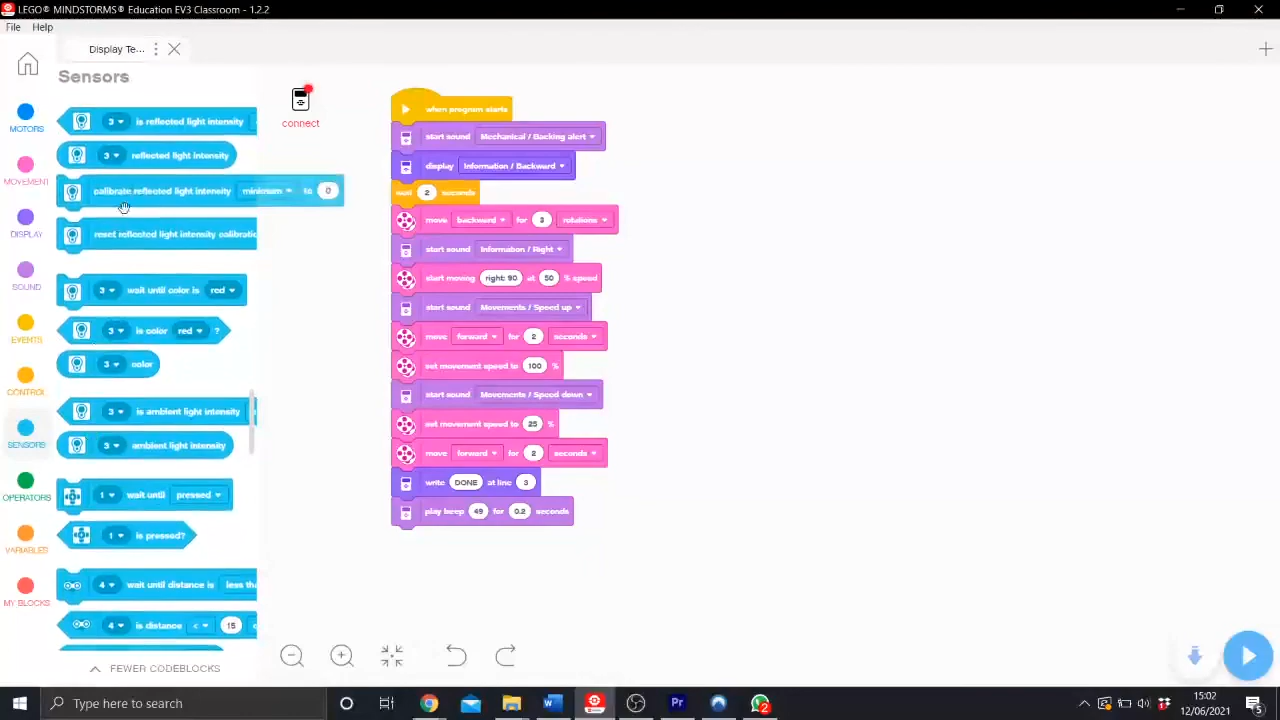 LEGO® MINDSTORMS® Education EV3 Classroom - 1.2.2
File Help
Display Te...
Sensors
MOTORS
MOVEMENT
DISPLAY
SOUND
EVENTS
CONTROL
SENSORS
OPERATORS
VARIABLES
MY BLOCKS
3 is reflected light intensity
3 reflected light intensity
calibrate reflected light intensity minimum to 0
reset reflected light intensity calibratio
3 wait until color is red
3 is color red ?
3 color
3 is ambient light intensity
3 ambient light intensity
1 wait until pressed
1 is pressed?
4 wait until distance is less tha
4 is distance < 15
FEWER CODEBLOCKS
connect
when program starts
start sound Mechanical / Backing alert
display Information / Backward
wait 2 seconds
move backward for 3 rotations
start sound Information / Right
start moving right: 90 at 50 % speed
start sound Movements / Speed up
move forward for 2 seconds
set movement speed to 100 %
start sound Movements / Speed down
set movement speed to 25 %
move forward for 2 seconds
write DONE at line 3
play beep 49 for 0.2 seconds
Type here to search
W
Pr
2
15:02
12/06/2021
5